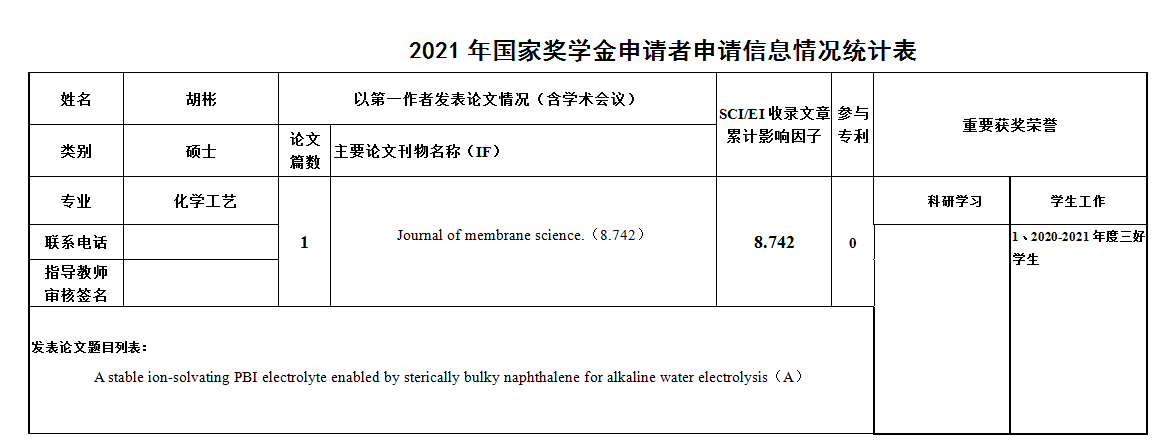 2021 年国家奖学金申请者申请信息情况统计表
姓名
胡彬
以第一作者发表论文情况（含学术会议）
SCI/EI 收录文章
累计影响因子
参与
专利
重要获奖荣誉
类别
硕士
论文
篇数
主要论文刊物名称（IF）
专业
化学工艺
1
Journal of membrane science.（8.742）
8.742
0
科研学习
学生工作
联系电话
1、2020-2021 年度三好
学生
指导教师
审核签名
发表论文题目列表：
A stable ion-solvating PBI electrolyte enabled by sterically bulky naphthalene for alkaline water electrolysis（A）